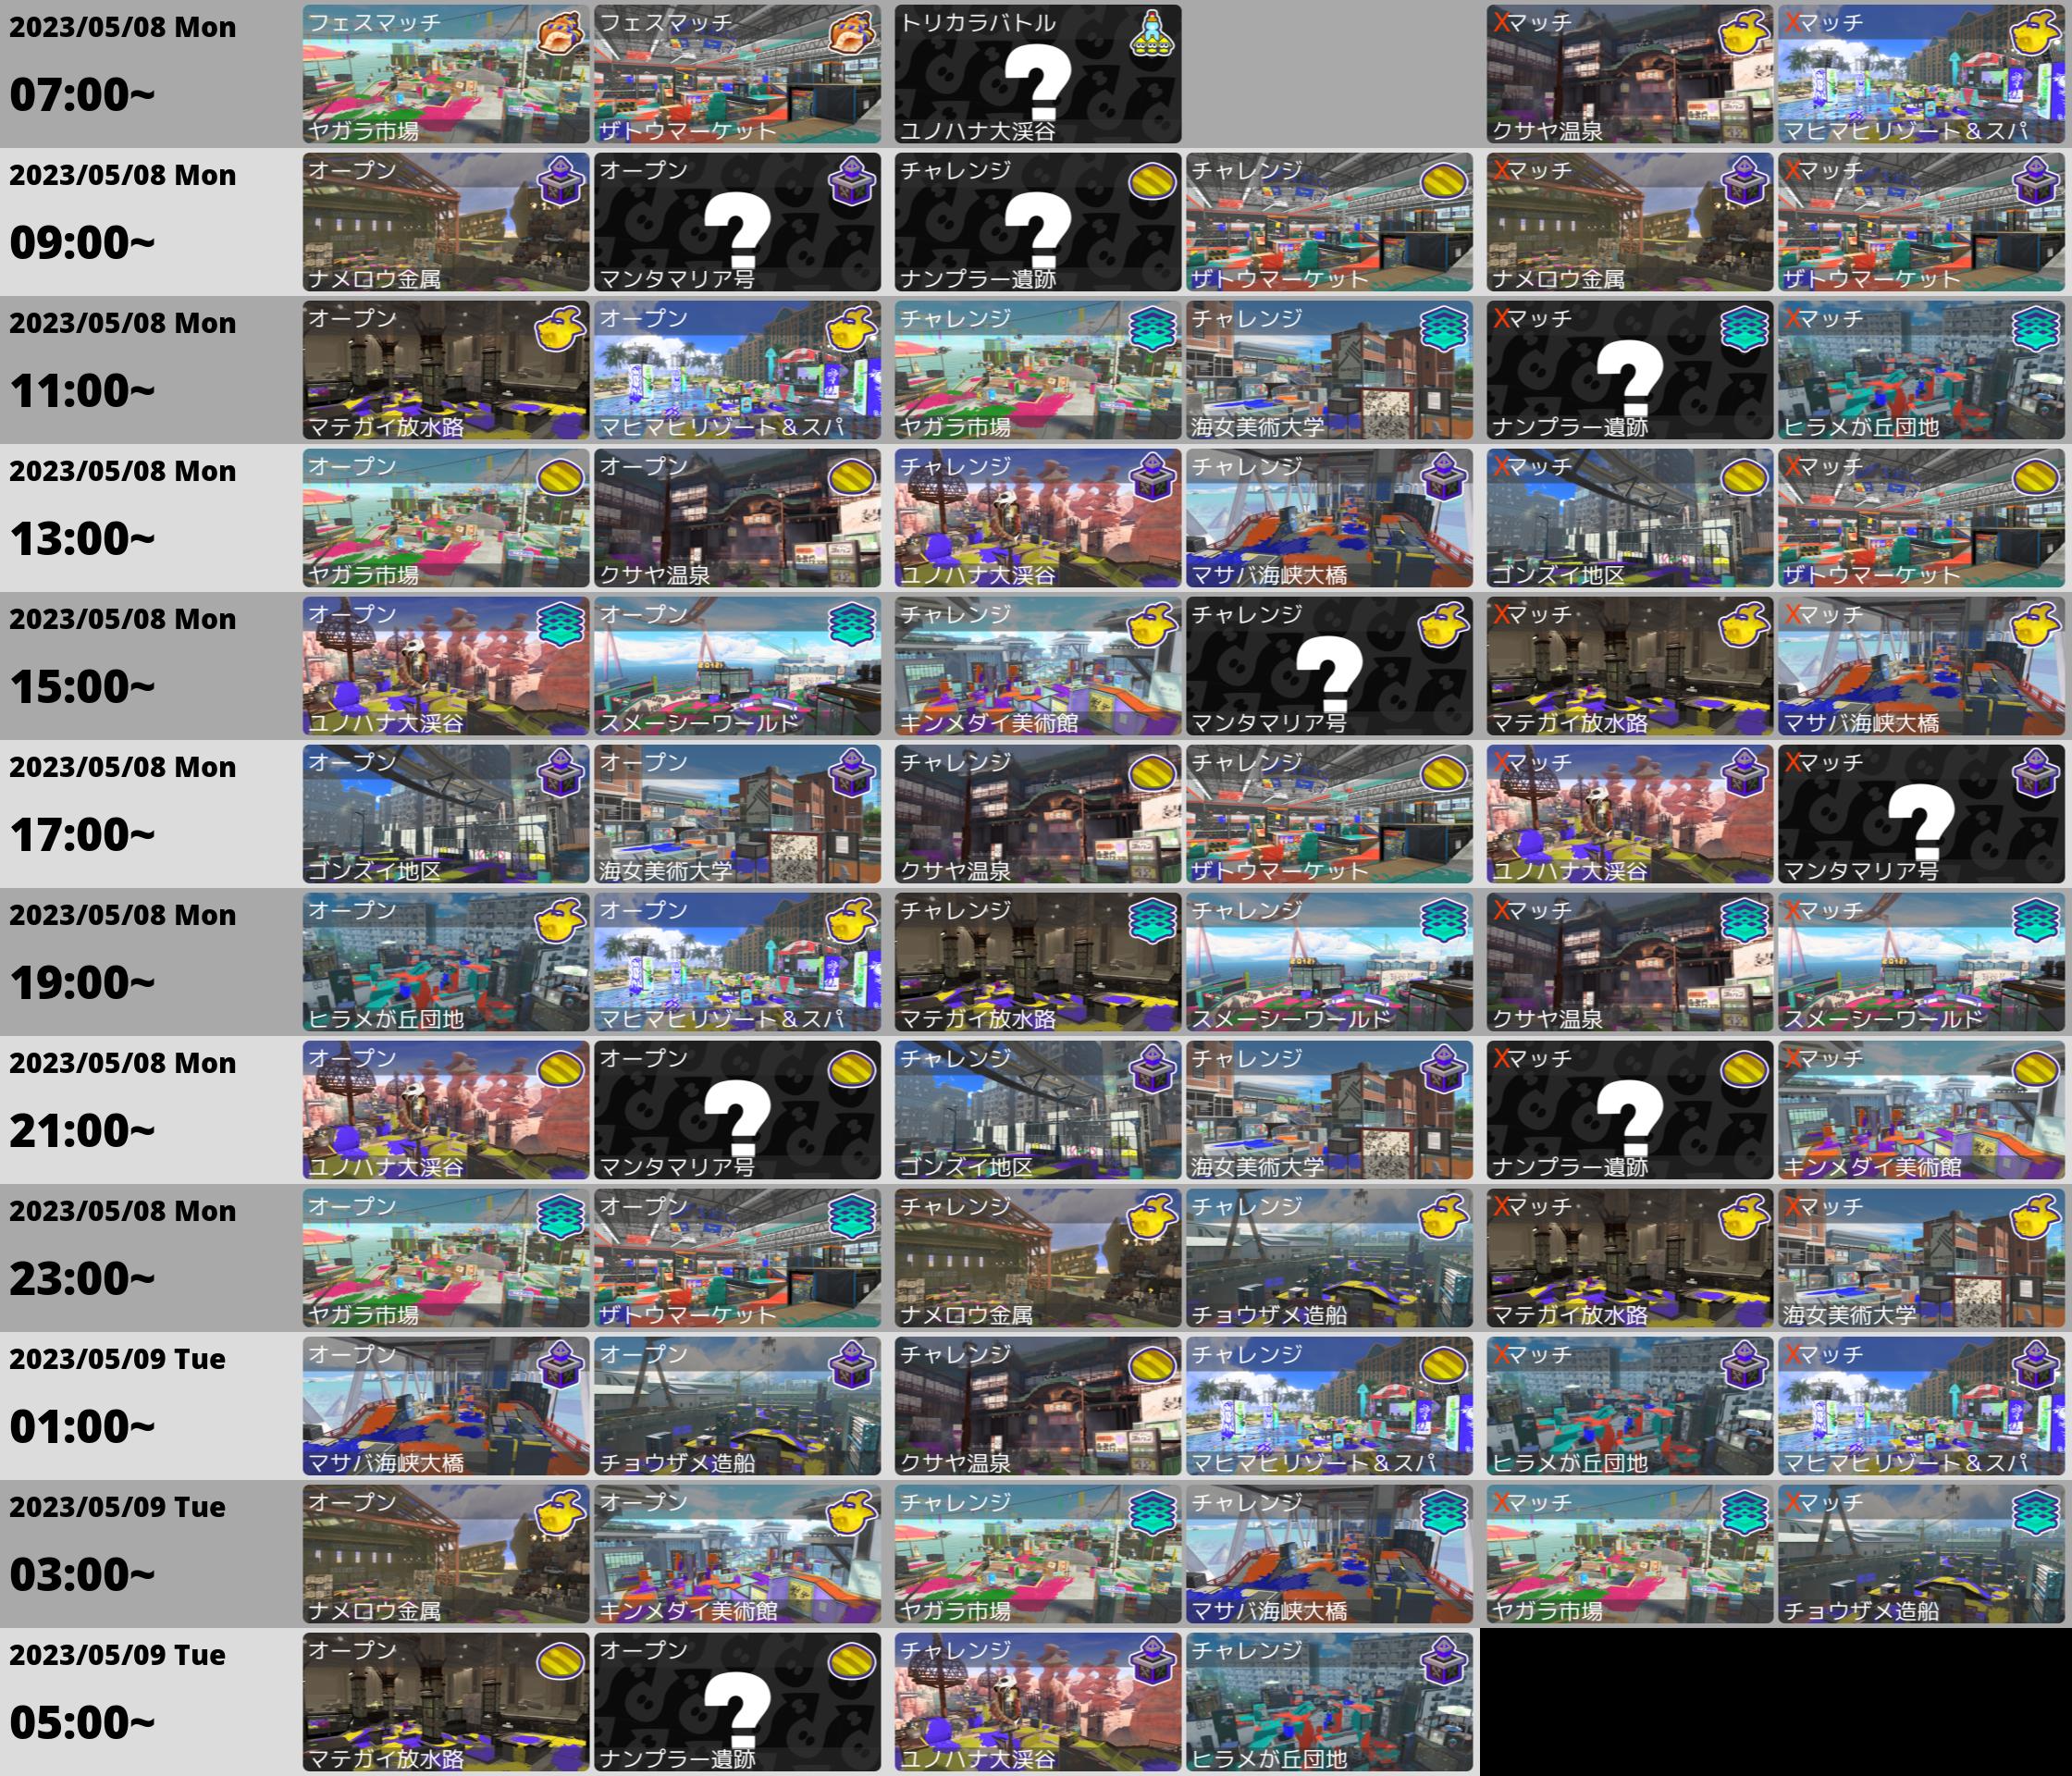 2023/05/08 Mon
07:00~
フェスマッチ
ヤガラ市場
フェスマッチ
ザトウマーケット
トリカラバトル
?
ユノハナ大渓谷
Xマッチ
クサヤ温泉
Xマッチ
マヒマヒリゾート＆スパ
2023/05/08 Mon
09:00~
オープン
ナメロウ金属
オープン
?
マンタマリア号
チャレンジ
?
ナンプラー遺跡
チャレンジ
ザトウマーケット
Xマッチ
ナメロウ金属
Xマッチ
ザトウマーケット
2023/05/08 Mon
11:00~
オープン
マテガイ放水路
オープン
マヒマヒリゾート＆スパ
チャレンジ
ヤガラ市場
チャレンジ
海女美術大学
Xマッチ
?
ナンプラー遺跡
Xマッチ
ヒラメが丘団地
2023/05/08 Mon
13:00~
オープン
ヤガラ市場
オープン
クサヤ温泉
チャレンジ
ユノハナ大渓谷
チャレンジ
マサバ海峡大橋
Xマッチ
ゴンズイ地区
Xマッチ
ザトウマーケット
2023/05/08 Mon
15:00~
オープン
ユノハナ大渓谷
オープン
スメーシーワールド
チャレンジ
キンメダイ美術館
チャレンジ
?
マンタマリア号
Xマッチ
マテガイ放水路
Xマッチ
マサバ海峡大橋
2023/05/08 Mon
17:00~
オープン
ゴンズイ地区
オープン
海女美術大学
チャレンジ
クサヤ温泉
チャレンジ
ザトウマーケット
Xマッチ
ユノハナ大渓谷
Xマッチ
?
マンタマリア号
2023/05/08 Mon
19:00~
オープン
ヒラメが丘団地
オープン
マヒマヒリゾート＆スパ
チャレンジ
マテガイ放水路
チャレンジ
スメーシーワールド
Xマッチ
クサヤ温泉
Xマッチ
スメーシーワールド
2023/05/08 Mon
21:00~
オープン
ユノハナ大渓谷
オープン
?
マンタマリア号
チャレンジ
ゴンズイ地区
チャレンジ
海女美術大学
Xマッチ
?
ナンプラー遺跡
Xマッチ
キンメダイ美術館
2023/05/08 Mon
23:00~
オープン
ヤガラ市場
オープン
ザトウマーケット
チャレンジ
ナメロウ金属
チャレンジ
チョウザメ造船
Xマッチ
マテガイ放水路
Xマッチ
海女美術大学
2023/05/09 Tue
01:00~
オープン
マサバ海峡大橋
オープン
チョウザメ造船
チャレンジ
クサヤ温泉
チャレンジ
マヒマヒリゾート＆スパ
Xマッチ
ヒラメが丘団地
Xマッチ
マヒマヒリゾート＆スパ
2023/05/09 Tue
03:00~
オープン
ナメロウ金属
オープン
キンメダイ美術館
チャレンジ
ヤガラ市場
チャレンジ
マサバ海峡大橋
Xマッチ
ヤガラ市場
Xマッチ
チョウザメ造船
2023/05/09 Tue
05:00~
オープン
マテガイ放水路
オープン
?
ナンプラー遺跡
チャレンジ
ユノハナ大渓谷
チャレンジ
ヒラメが丘団地